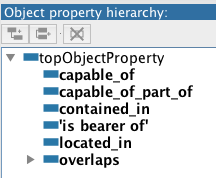 Object property hierarchy:
topObjectProperty
capable_of
capable_of_part_of
contained_in
'is bearer of'
located_in
overlaps